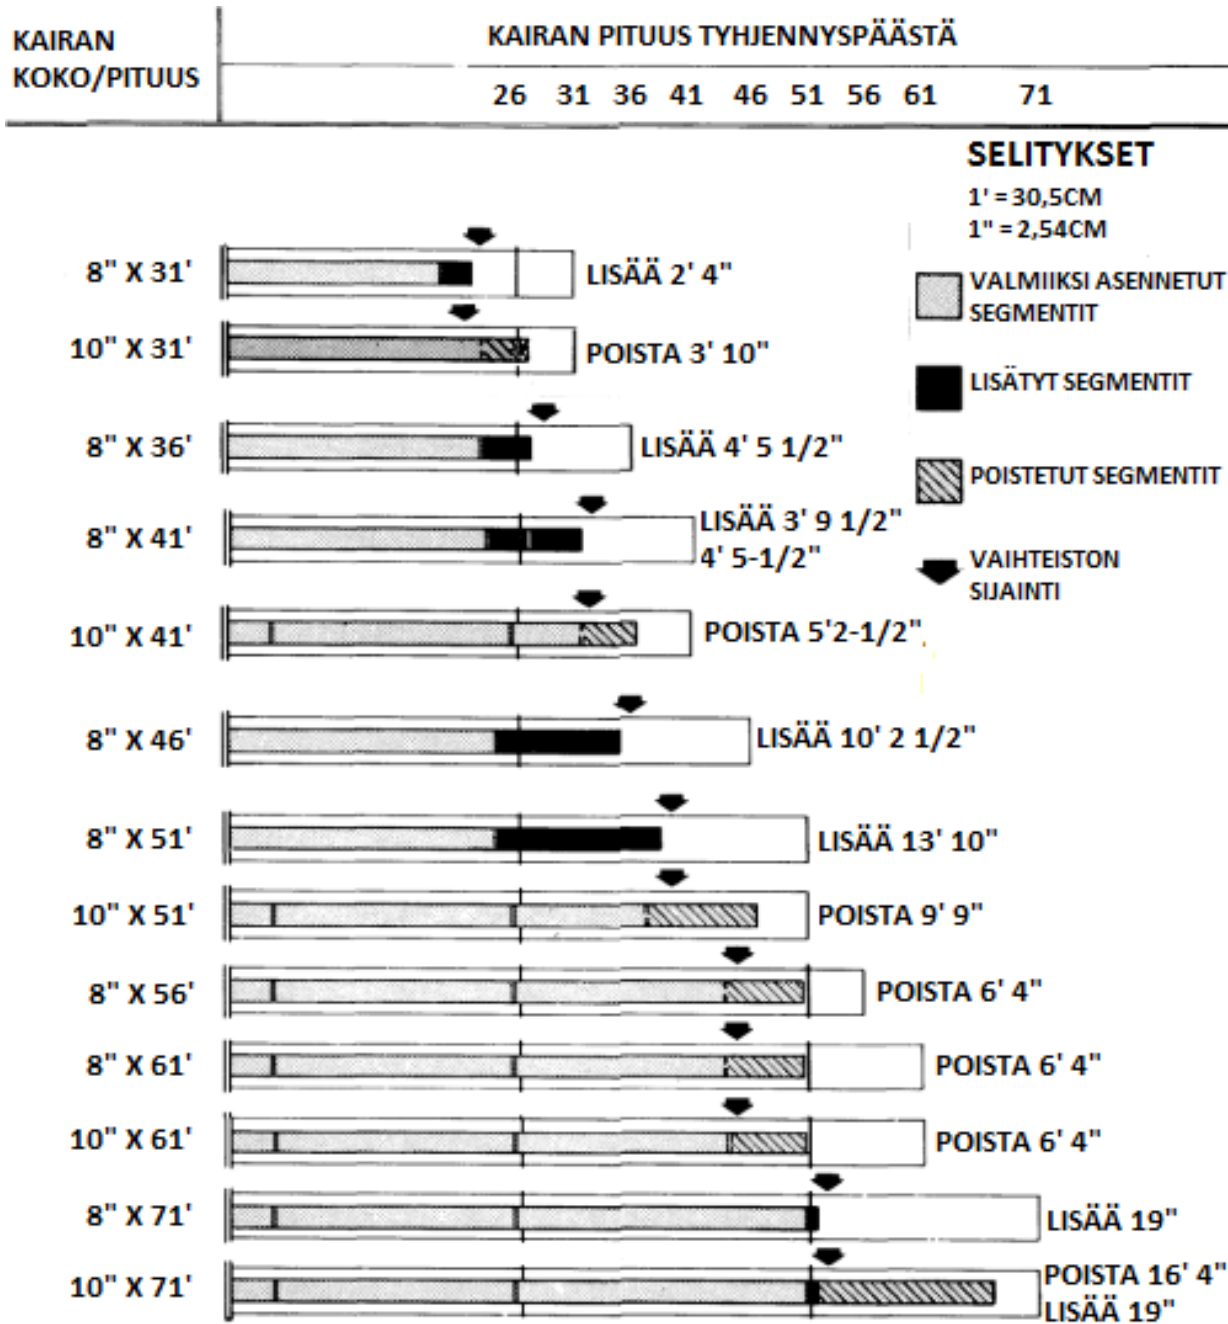 KAIRAN
KOKO/PITUUS
KAIRAN PITUUS TYHJENNYSPÄÄSTÄ
26 31 36 41 46 51 56 61 71
SELITYKSET
1' = 30,5CM
1" = 2,54CM
VALMIIKSI ASENNETUT
SEGMENTIT
LISÄTYT SEGMENTIT
POISTETUT SEGMENTIT
VAIHTEISTON
SIJAINTI
8" X 31' LISÄÄ 2' 4"
10" X 31' POISTA 3' 10"
8" X 36' LISÄÄ 4' 5 1/2"
8" X 41' LISÄÄ 3' 9 1/2"
4' 5-1/2"
10" X 41' POISTA 5'2-1/2"
8" X 46' LISÄÄ 10' 2 1/2"
8" X 51' LISÄÄ 13' 10"
10" X 51' POISTA 9' 9"
8" X 56' POISTA 6' 4"
8" X 61' POISTA 6' 4"
10" X 61' POISTA 6' 4"
8" X 71' LISÄÄ 19"
10" X 71' POISTA 16' 4"
LISÄÄ 19"